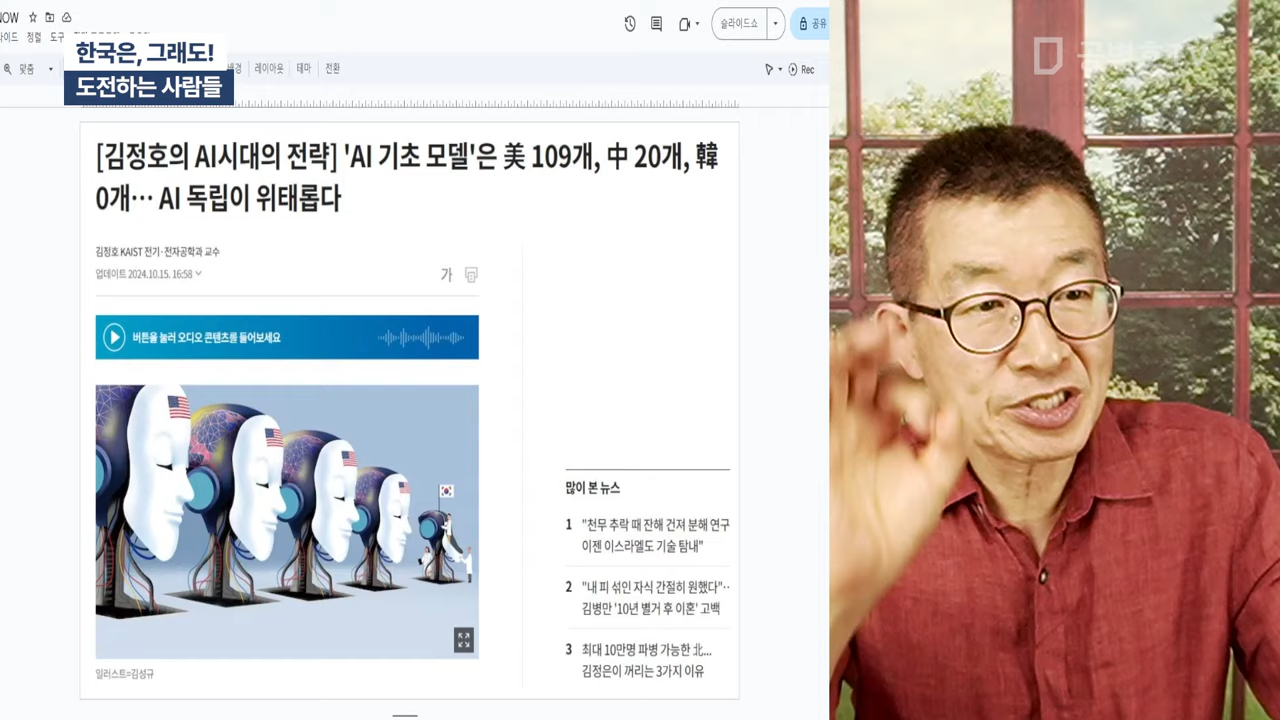 NOW
정렬 도구
슬라이드쇼
공유
한국은, 그래도!
도전하는 사람들
맞춤
레이아웃
테마
전환
Rec
[김정호의 AI시대의 전략] 'AI 기초 모델'은 美 109개, 中 20개, 韓
0개… AI 독립이 위태롭다
김정호 KAIST 전기·전자공학과 교수
업데이트 2024.10.15. 16:58
가
버튼을 눌러 오디오 콘텐츠를 들어보세요
많이 본 뉴스
1 "천무 추락 때 잔해 건져 분해 연구
이젠 이스라엘도 기술 탐내"
2 "내 피 섞인 자식 간절히 원했다"‥
김병만 '10년 별거 후 이혼' 고백
3 최대 10만명 파병 가능한 北...
김정은이 꺼리는 3가지 이유
일러스트=김성규